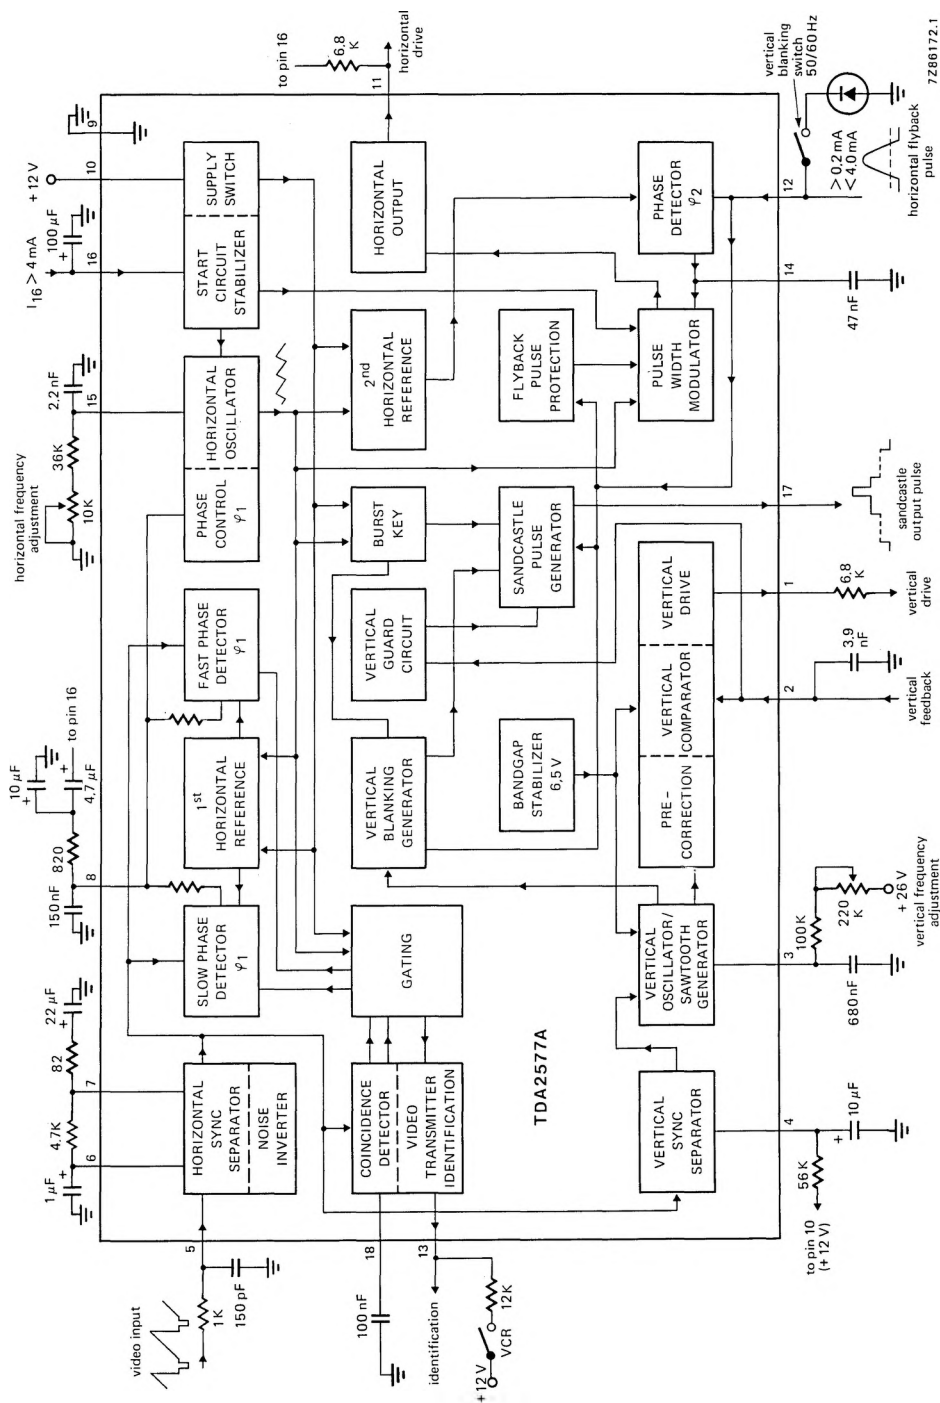 video input
1K
150 pF
5
1 μF
+
6
4,7K
7
82
22 μF
+
150 nF
8
820
10 μF
+
4,7 μF
+
to pin 16
horizontal frequency
adjustment
10K
36K
2.2 nF
15
I16 > 4 mA
100 μF
+
16
+12 V
10
9
to pin 16
6,8
K
11
horizontal
drive
HORIZONTAL
SYNC
SEPARATOR
NOISE
INVERTER
SLOW PHASE
DETECTOR
φ1
1st
HORIZONTAL
REFERENCE
FAST PHASE
DETECTOR
φ1
PHASE
CONTROL
φ1
HORIZONTAL
OSCILLATOR
START
CIRCUIT
STABILIZER
SUPPLY
SWITCH
COINCIDENCE
DETECTOR
VIDEO
TRANSMITTER
IDENTIFICATION
GATING
VERTICAL
BLANKING
GENERATOR
VERTICAL
GUARD
CIRCUIT
BURST
KEY
2nd
HORIZONTAL
REFERENCE
HORIZONTAL
OUTPUT
18
100 nF
13
identification
12K
VCR
+12 V
TDA2577A
BANDGAP
STABILIZER
6,5 V
SANDCASTLE
PULSE
GENERATOR
FLYBACK
PULSE
PROTECTION
VERTICAL
SYNC
SEPARATOR
VERTICAL
OSCILLATOR/
SAWTOOTH
GENERATOR
PRE-
CORRECTION
VERTICAL
COMPARATOR
VERTICAL
DRIVE
PULSE
WIDTH
MODULATOR
PHASE
DETECTOR
φ2
4
56K
to pin 10
(+12 V)
+
10 μF
3
680 nF
100K
220
K
+ 26 V
vertical frequency
adjustment
2
3,9
nF
vertical
feedback
1
6,8
K
vertical
drive
17
sandcastle
output pulse
14
47 nF
12
> 0,2 mA
< 4.0 mA
horizontal flyback
pulse
vertical
blanking
switch
50/60 Hz
7Z86172.1